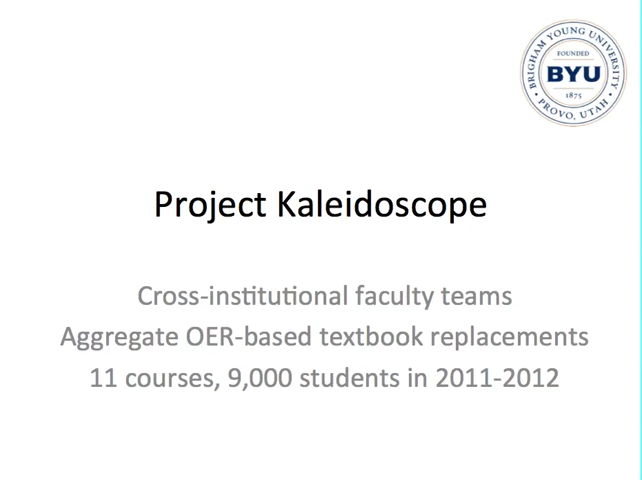 BRIGHAM YOUNG UNIVERSITY
FOUNDED
BYU
1875
PROVO, UTAH
Project Kaleidoscope
Cross-institutional faculty teams
Aggregate OER-based textbook replacements
11 courses, 9,000 students in 2011-2012